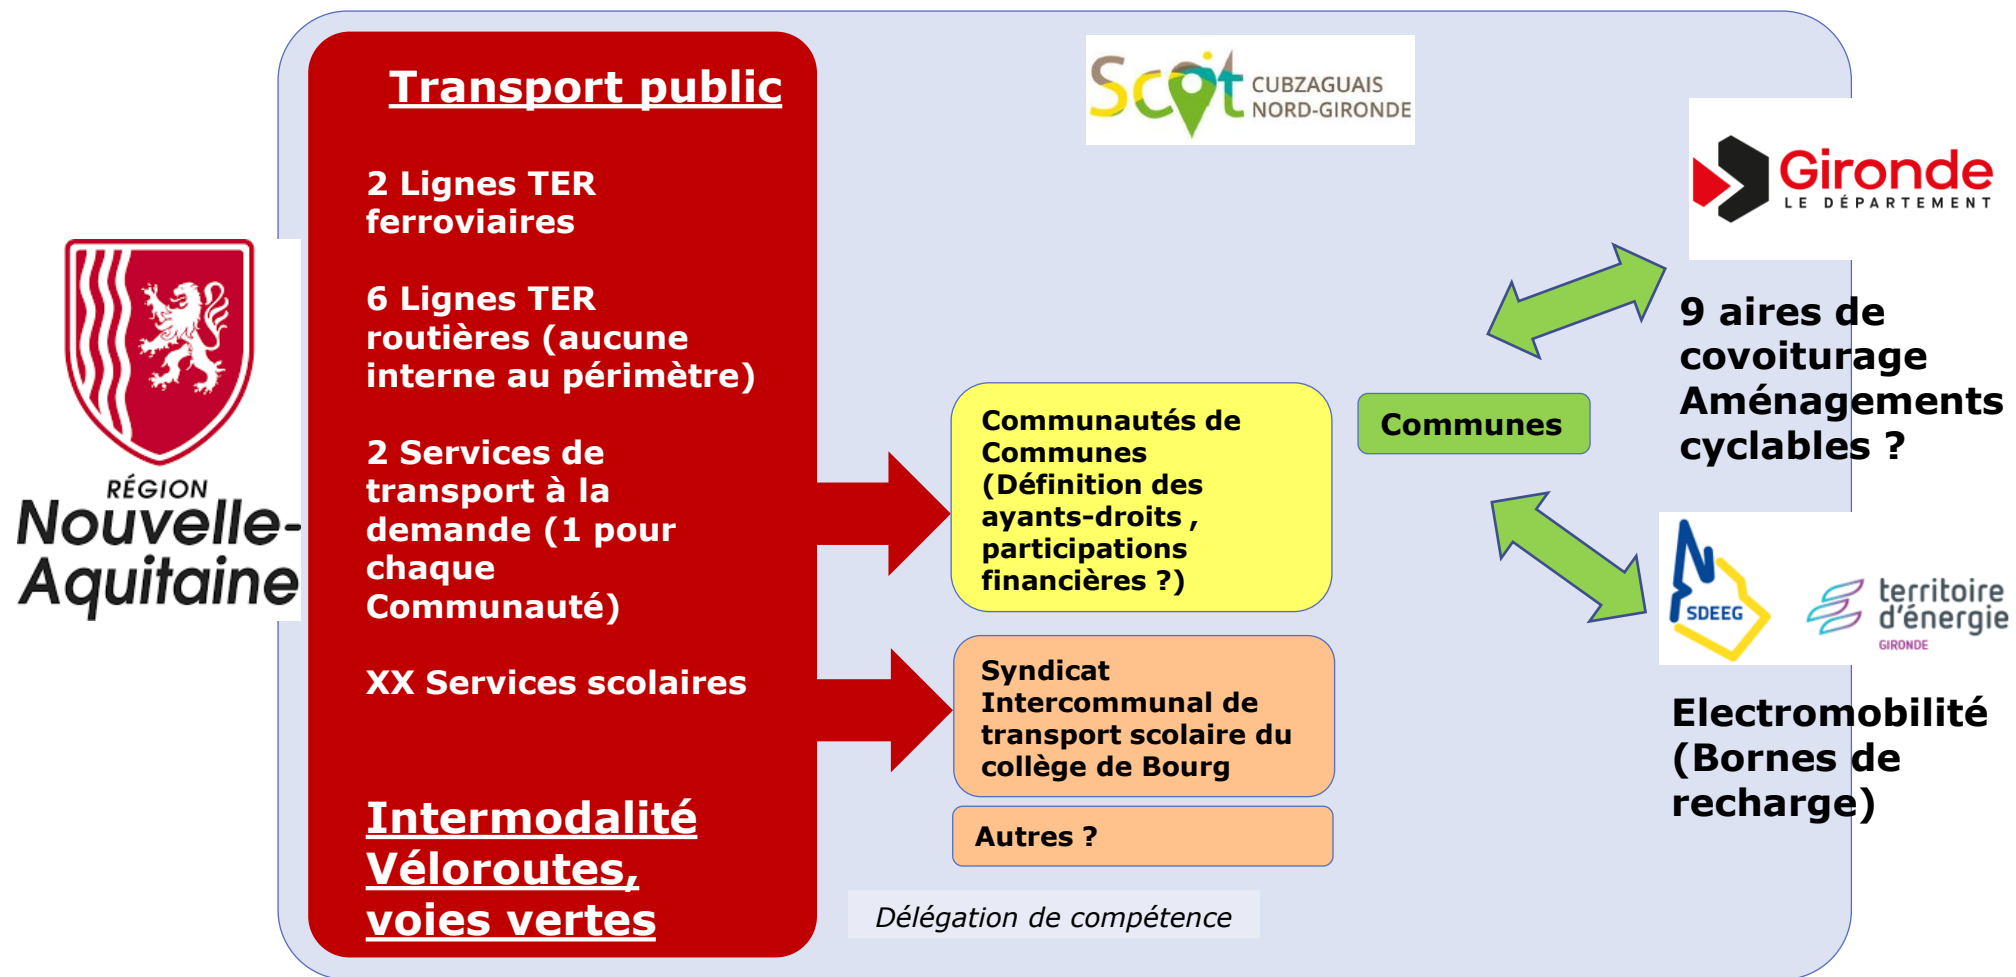 RÉGION
Nouvelle-
Aquitaine
Transport public
2 Lignes TER
ferroviaires
6 Lignes TER
routières (aucune
interne au périmètre)
2 Services de
transport à la
demande (1 pour
chaque
Communauté)
XX Services scolaires
Intermodalité
Véloroutes,
voies vertes
Scot
CUBZAGUAIS
NORD-GIRONDE
Communautés de
Communes
(Définition des
ayants-droits ,
participations
financières ?)
Syndicat
Intercommunal de
transport scolaire du
collège de Bourg
Autres ?
Délégation de compétence
Communes
Gironde
LE DÉPARTEMENT
9 aires de
covoiturage
Aménagements
cyclables ?
SDEEG
territoire
d'énergie
GIRONDE
Electromobilité
(Bornes de
recharge)